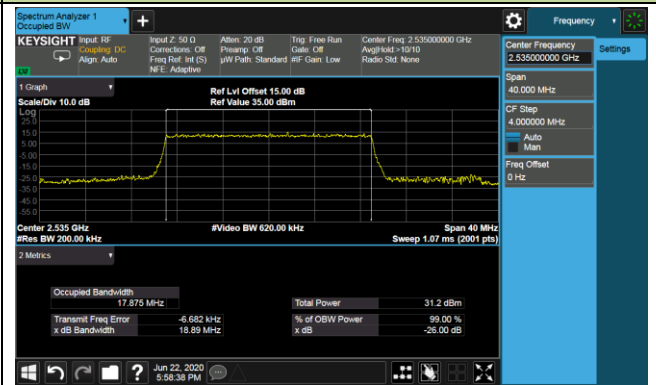 Spectrum Analyzer 1
Occupied BW
+
Frequency
KEYSIGHT
Input: RF
Coupling: DC
Align: Auto
Input Z: 50 Ω
Corrections: Off
Freq Ref: Int (S)
NFE: Adaptive
Atten: 20 dB
Preamp: Off
µW Path: Standard
Trig: Free Run
Gate: Off
#IF Gain: Low
Center Freq: 2.535000000 GHz
Avg|Hold:>10/10
Radio Std: None
LXI
Center Frequency
2.535000000 GHz
Settings
Span
40.000 MHz
CF Step
4.000000 MHz
Auto
Man
Freq Offset
0 Hz
1 Graph
Scale/Div 10.0 dB
Ref Lvl Offset 15.00 dB
Ref Value 35.00 dBm
Log
25.0
15.0
5.00
-5.00
-15.0
-25.0
-35.0
-45.0
-55.0
Center 2.535 GHz
#Video BW 620.00 kHz
Span 40 MHz
#Res BW 200.00 kHz
Sweep 1.07 ms (2001 pts)
2 Metrics
Occupied Bandwidth
17.875 MHz
Total Power 31.2 dBm
Transmit Freq Error -6.682 kHz
% of OBW Power 99.00 %
x dB Bandwidth 18.89 MHz
x dB -26.00 dB
?
Jun 22, 2020
5:58:38 PM